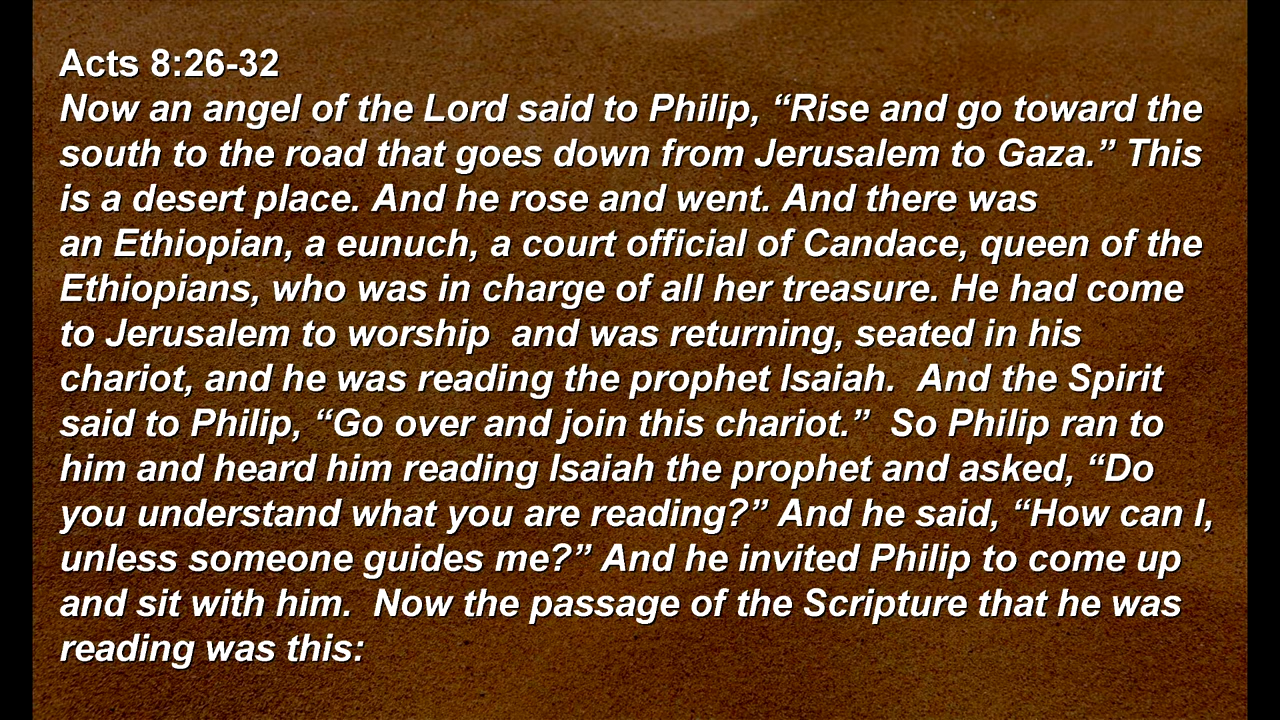 Acts 8:26-32
Now an angel of the Lord said to Philip, “Rise and go toward the
south to the road that goes down from Jerusalem to Gaza.” This
is a desert place. And he rose and went. And there was
an Ethiopian, a eunuch, a court official of Candace, queen of the
Ethiopians, who was in charge of all her treasure. He had come
to Jerusalem to worship  and was returning, seated in his
chariot, and he was reading the prophet Isaiah.  And the Spirit
said to Philip, “Go over and join this chariot.”  So Philip ran to
him and heard him reading Isaiah the prophet and asked, “Do
you understand what you are reading?” And he said, “How can I,
unless someone guides me?” And he invited Philip to come up
and sit with him.  Now the passage of the Scripture that he was
reading was this: